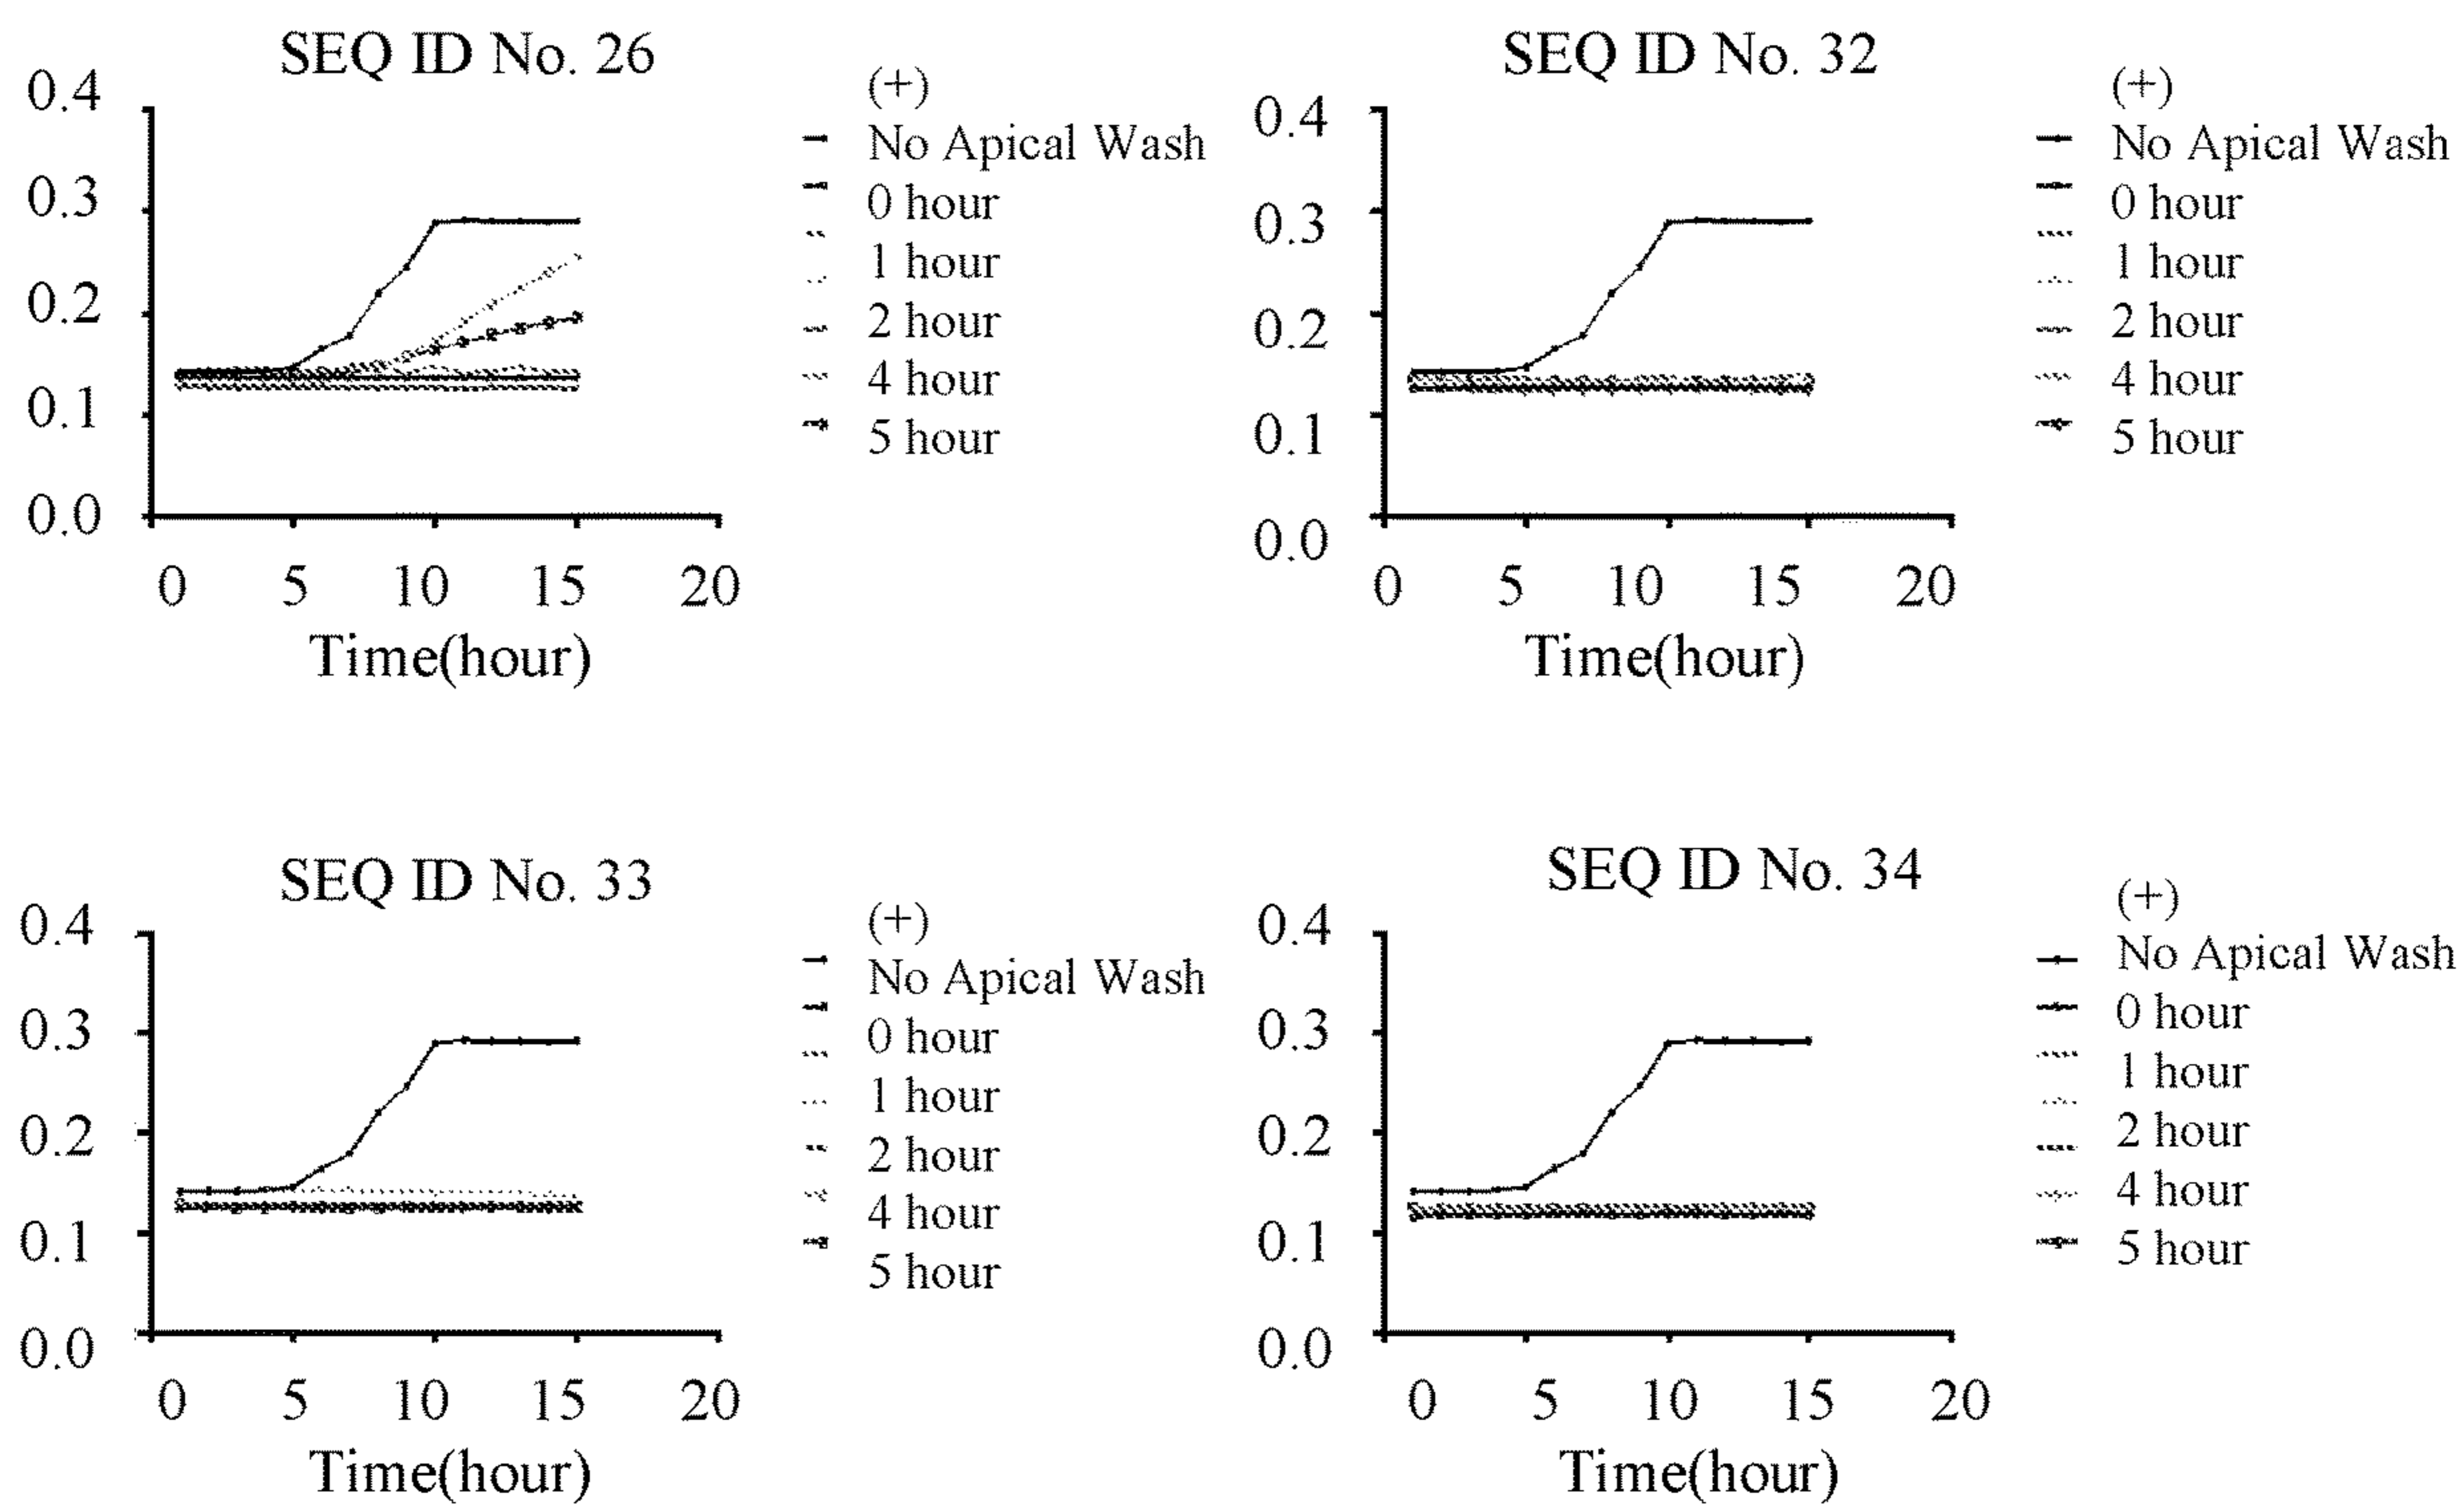 SEQ ID No. 26
0.4
0.3
0.2
0.1
0.0
0 5 10 15 20
Time(hour)
(+)
No Apical Wash
0 hour
1 hour
2 hour
4 hour
5 hour
SEQ ID No. 32
0.4
0.3
0.2
0.1
0.0
0 5 10 15 20
Time(hour)
(+)
No Apical Wash
0 hour
1 hour
2 hour
4 hour
5 hour
SEQ ID No. 33
0.4
0.3
0.2
0.1
0.0
0 5 10 15 20
Time(hour)
(+)
No Apical Wash
0 hour
1 hour
2 hour
4 hour
5 hour
SEQ ID No. 34
0.4
0.3
0.2
0.1
0.0
0 5 10 15 20
Time(hour)
(+)
No Apical Wash
0 hour
1 hour
2 hour
4 hour
5 hour